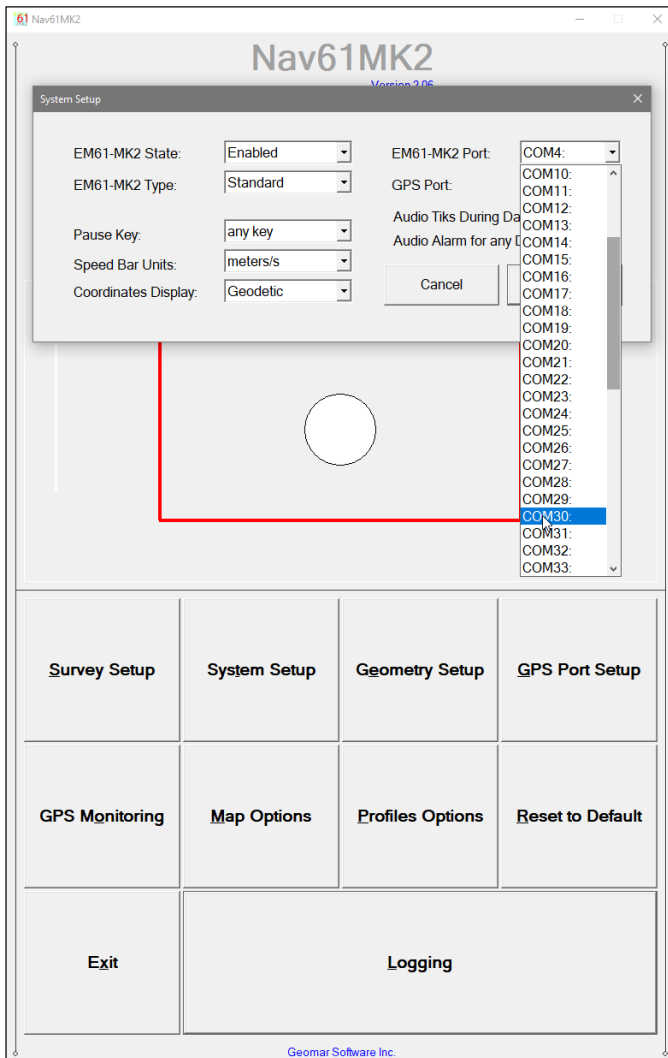 61 Nav61MK2
Nav61MK2
System Setup
EM61-MK2 State: Enabled
EM61-MK2 Type: Standard
Pause Key: any key
Speed Bar Units: meters/s
Coordinates Display: Geodetic
EM61-MK2 Port: COM4:
GPS Port:
Audio Tiks During Da
Audio Alarm for any D
Cancel
COM10:
COM11:
COM12:
COM13:
COM14:
COM15:
COM16:
COM17:
COM18:
COM19:
COM20:
COM21:
COM22:
COM23:
COM24:
COM25:
COM26:
COM27:
COM28:
COM29:
COM30:
COM31:
COM32:
COM33:
Survey Setup
System Setup
Geometry Setup
GPS Port Setup
GPS Monitoring
Map Options
Profiles Options
Reset to Default
Exit
Logging
Geomar Software Inc.